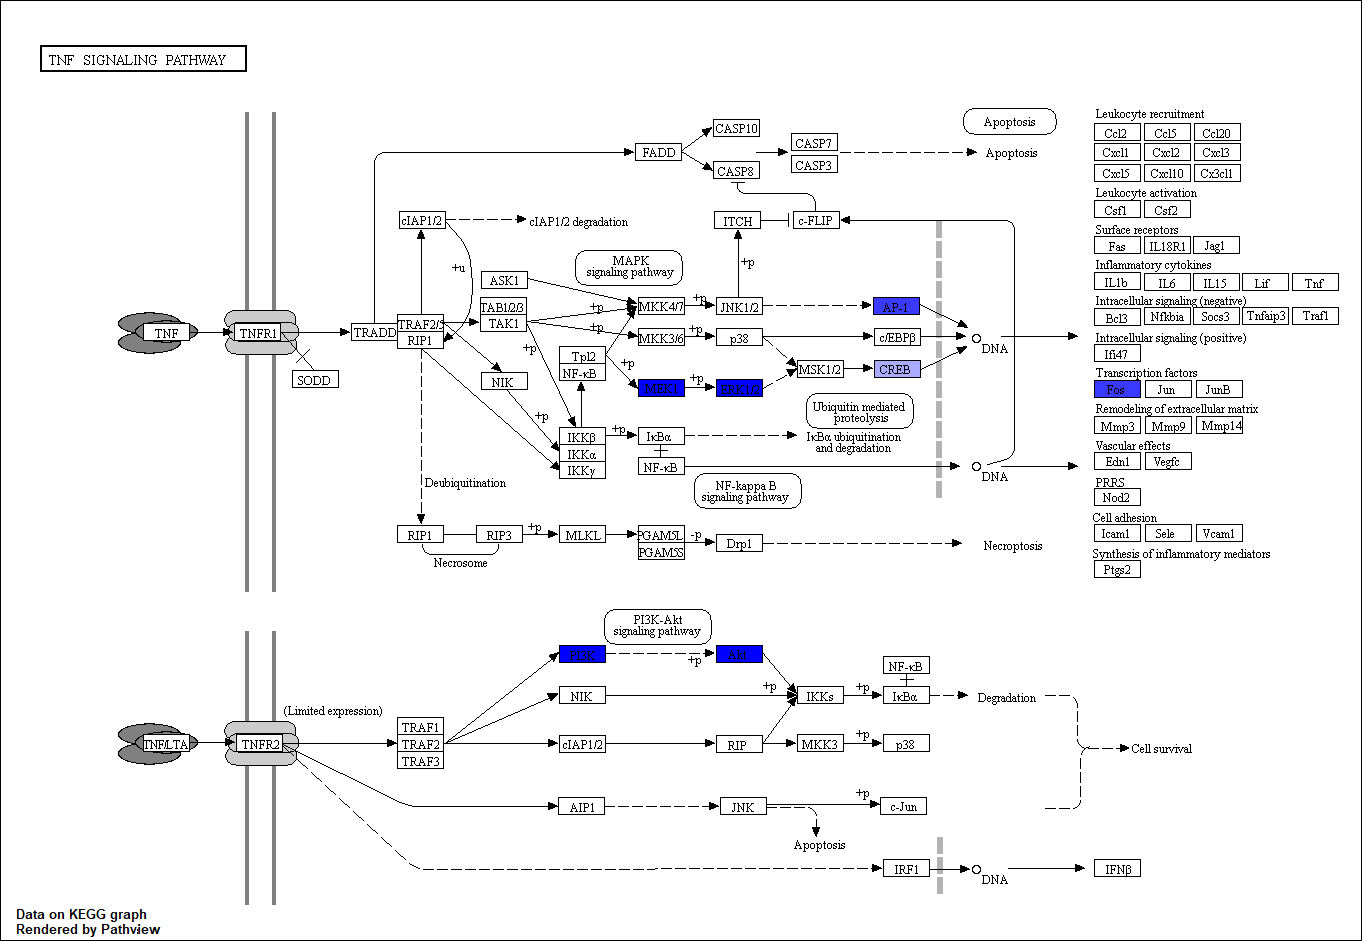 TNF SIGNALING PATHWAY
CASP10
FADD
CASP8
CASP7
CASP3
Apoptosis
Apoptosis
cIAP1/2
cIAP1/2 degradation
ITCH
c-FLIP
+u
+p
MAPK
signaling pathway
ASK1
TAB1/2/3
TAK1
+p
+p
+p
MKK4/7
+p
JNK1/2
AP-1
TNF
TNFR1
SODD
TRADD
RIP1
MKK3/6
+p
p38
c/EBPβ
DNA
Tpl2
NF-κB
+p
NIK
MEK1
+p
MSK1/2
CREB
+p
Ubiquitin mediated
proteolysis
IKKβ
IKKα
IKKγ
+p
IκBα
NF-κB
IκBα ubiquitination
and degradation
DNA
NF-kappa B
signaling pathway
Deubiquitination
RIP1
RIP3
+p
MLKL
PGAM5L
PGAM5S
-p
Drp1
Necroptosis
Necrosome
Leukocyte recruitment
Ccl2 Ccl5 Ccl20
Cxcl1 Cxcl2 Cxcl3
Cxcl5 Cxcl10 Cx3cl1
Leukocyte activation
Csf1 Csf2
Surface receptors
Fas IL18R1 Jag1
Inflammatory cytokines
IL1b IL6 IL15 Lif Tnf
Intracellular signaling (negative)
Bcl3 Nfkbia Socs3 Tnfaip3 Traf1
Intracellular signaling (positive)
Ifi47
Transcription factors
Fos Jun JunB
Remodeling of extracellular matrix
Mmp3 Mmp9 Mmp14
Vascular effects
Edn1 Vegfc
PRRS
Nod2
Cell adhesion
Icam1 Sele Vcam1
Synthesis of inflammatory mediators
Ptgs2
PI3K-Akt
signaling pathway
+p
Akt
NIK
+p
IKKs
+p
NF-κB
IκBα
Degradation
(Limited expression)
TNF/LTA
TNFR2
TRAF1
TRAF2
TRAF3
cIAP1/2
RIP
MKK3
+p
p38
Cell survival
AIP1
JNK
+p
c-Jun
Apoptosis
IRF1
DNA
IFNβ
Data on KEGG graph
Rendered by Pathview